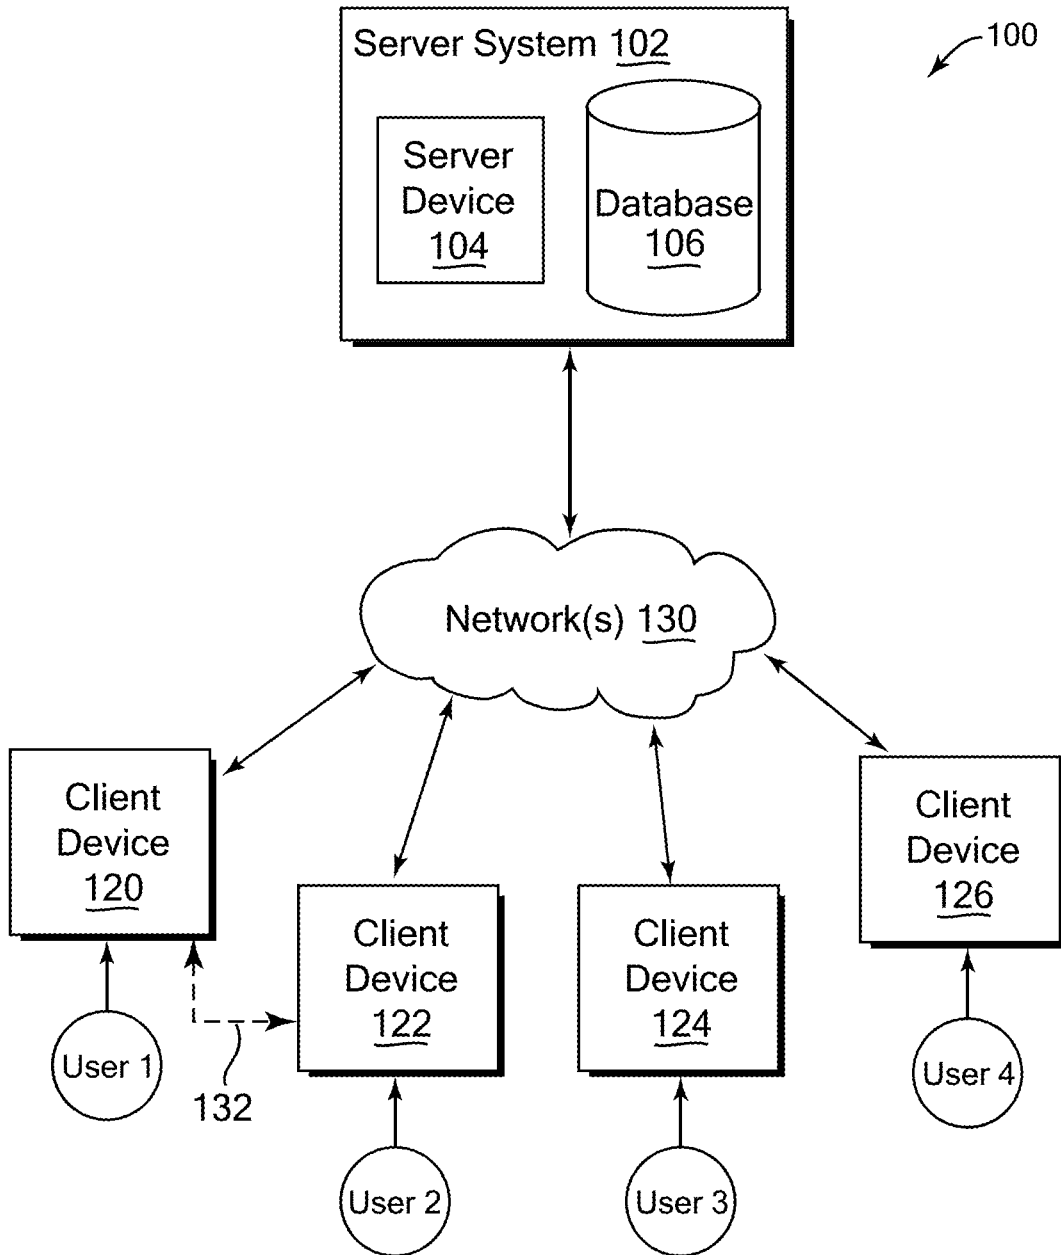 Server System 102
100
Server
Device
104
Database
106
Network(s) 130
Client
Device
120
Client
Device
122
Client
Device
124
Client
Device
126
User 1
132
User 4
User 2
User 3